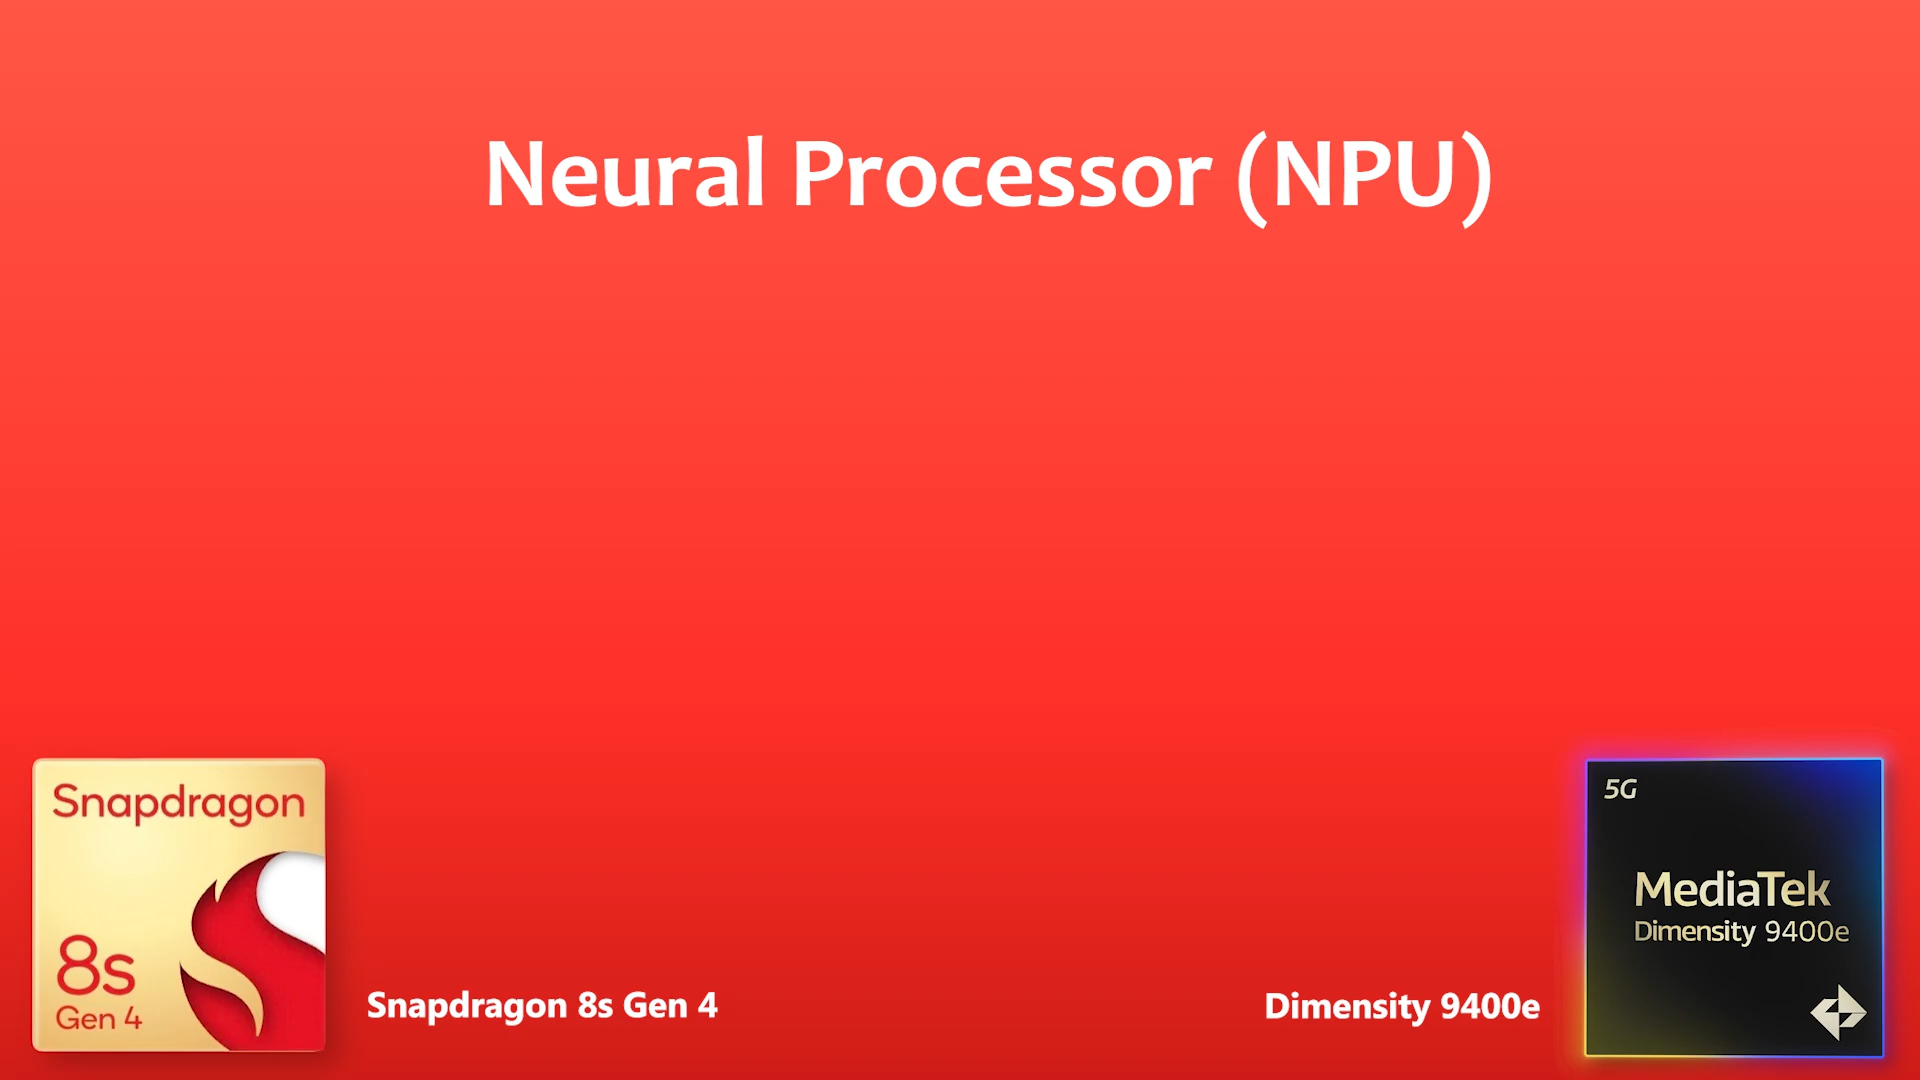 Neural Processor (NPU)
Snapdragon
8s
Gen 4
Snapdragon 8s Gen 4
Dimensity 9400e
5G
MediaTek
Dimensity 9400e